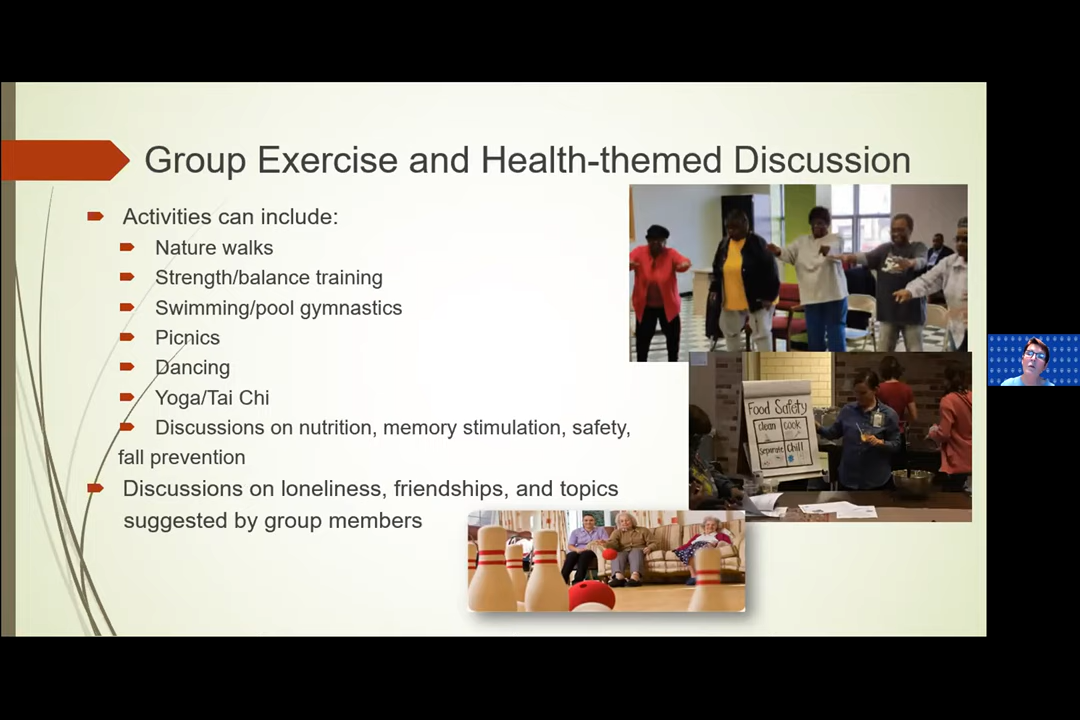 Group Exercise and Health-themed Discussion
Activities can include:
Nature walks
Strength/balance training
Swimming/pool gymnastics
Picnics
Dancing
Yoga/Tai Chi
Discussions on nutrition, memory stimulation, safety,
fall prevention
Discussions on loneliness, friendships, and topics
suggested by group members
Food Safety
clean cook
separate chill